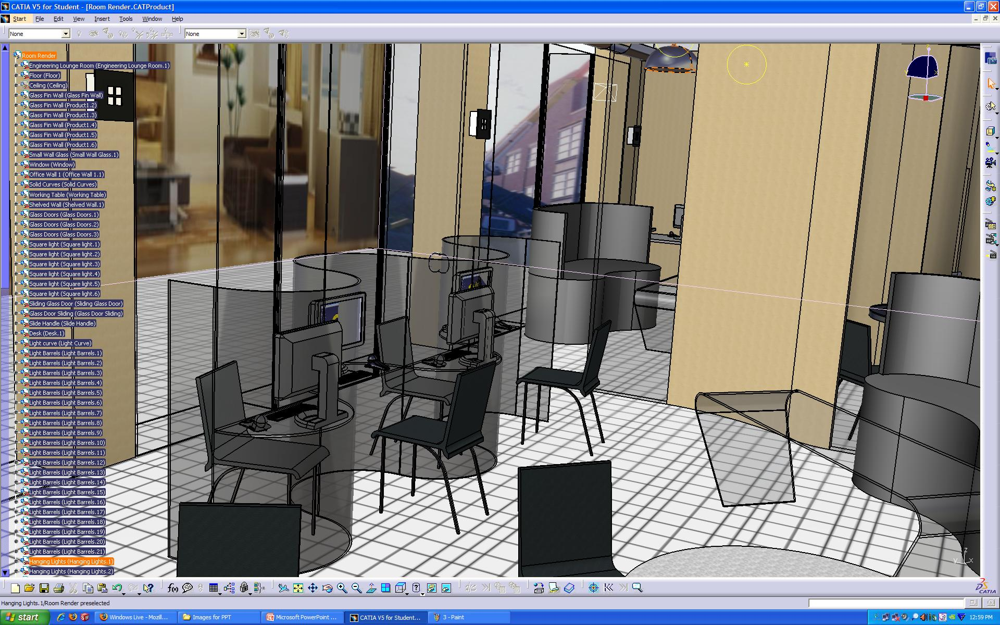 CATIA V5 for Student - [Room Render.CATProduct]
Start File Edit View Insert Tools Window Help
None None
Room Render
Engineering Lounge Room (Engineering Lounge Room.1)
Floor (Floor)
Ceiling (Ceiling)
Glass Fin Wall (Glass Fin Wall)
Glass Fin Wall (Product1.2)
Glass Fin Wall (Product1.3)
Glass Fin Wall (Product1.4)
Glass Fin Wall (Product1.5)
Glass Fin Wall (Product1.6)
Small Wall Glass (Small Wall Glass.1)
Window (Window)
Office Wall 1 (Office Wall 1.1)
Solid Curves (Solid Curves)
Working Table (Working Table)
Shelved Wall (Shelved Wall.1)
Glass Doors (Glass Doors.1)
Glass Doors (Glass Doors.2)
Glass Doors (Glass Doors.3)
Square light (Square light.1)
Square light (Square light.2)
Square light (Square light.3)
Square light (Square light.4)
Square light (Square light.5)
Square light (Square light.6)
Sliding Glass Door (Sliding Glass Door)
Glass Door Sliding (Glass Door Sliding)
Slide Handle (Slide Handle)
Desk (Desk.1)
Light curve (Light Curve)
Light Barrels (Light Barrels.1)
Light Barrels (Light Barrels.2)
Light Barrels (Light Barrels.3)
Light Barrels (Light Barrels.4)
Light Barrels (Light Barrels.5)
Light Barrels (Light Barrels.6)
Light Barrels (Light Barrels.7)
Light Barrels (Light Barrels.8)
Light Barrels (Light Barrels.9)
Light Barrels (Light Barrels.10)
Light Barrels (Light Barrels.11)
Light Barrels (Light Barrels.12)
Light Barrels (Light Barrels.13)
Light Barrels (Light Barrels.14)
Light Barrels (Light Barrels.15)
Light Barrels (Light Barrels.16)
Light Barrels (Light Barrels.17)
Light Barrels (Light Barrels.18)
Light Barrels (Light Barrels.19)
Light Barrels (Light Barrels.20)
Light Barrels (Light Barrels.21)
Hanging Lights (Hanging Lights.1)
Hanging Lights (Hanging Lights.2)
z
y x
f(x)
CATIA
Hanging Lights.1/Room Render preselected
start Windows Live - Mozil... Images for PPT Microsoft PowerPoint ... CATIA V5 for Student... 3 - Paint 12:59 PM